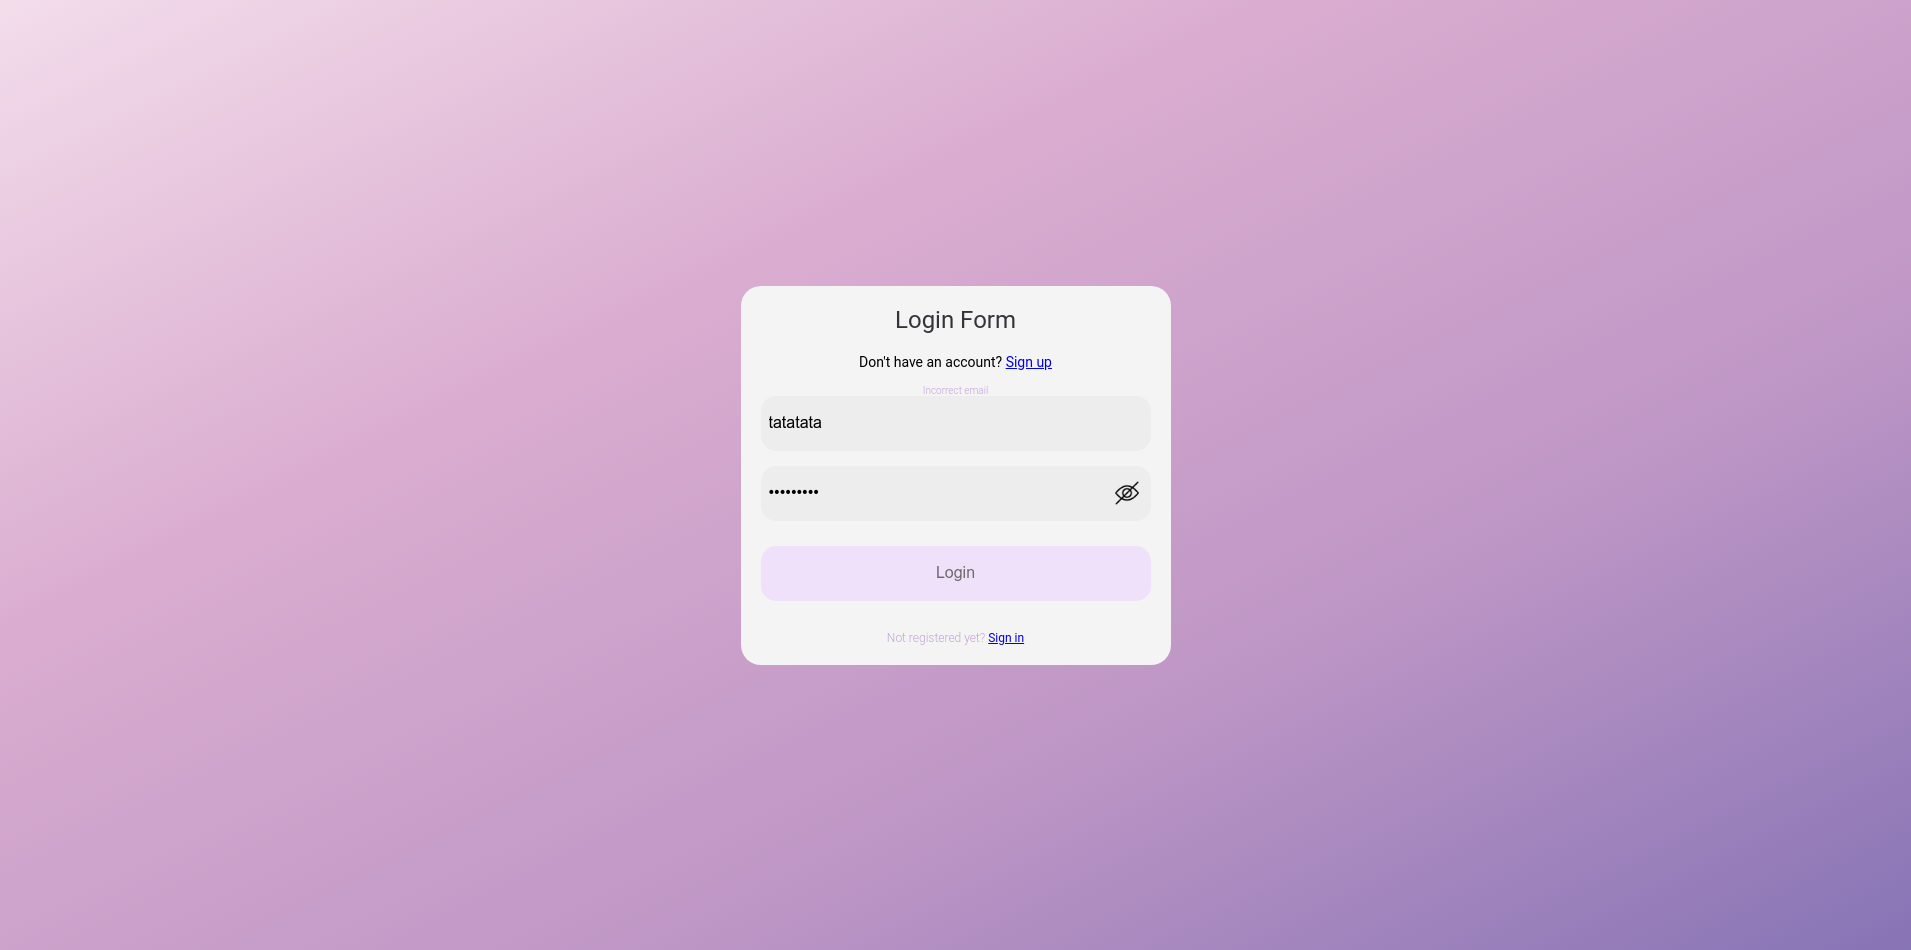 Login Form
Don't have an account? Sign up
Incorrect email
tatatata
•••••••••
Login
Not registered yet? Sign in